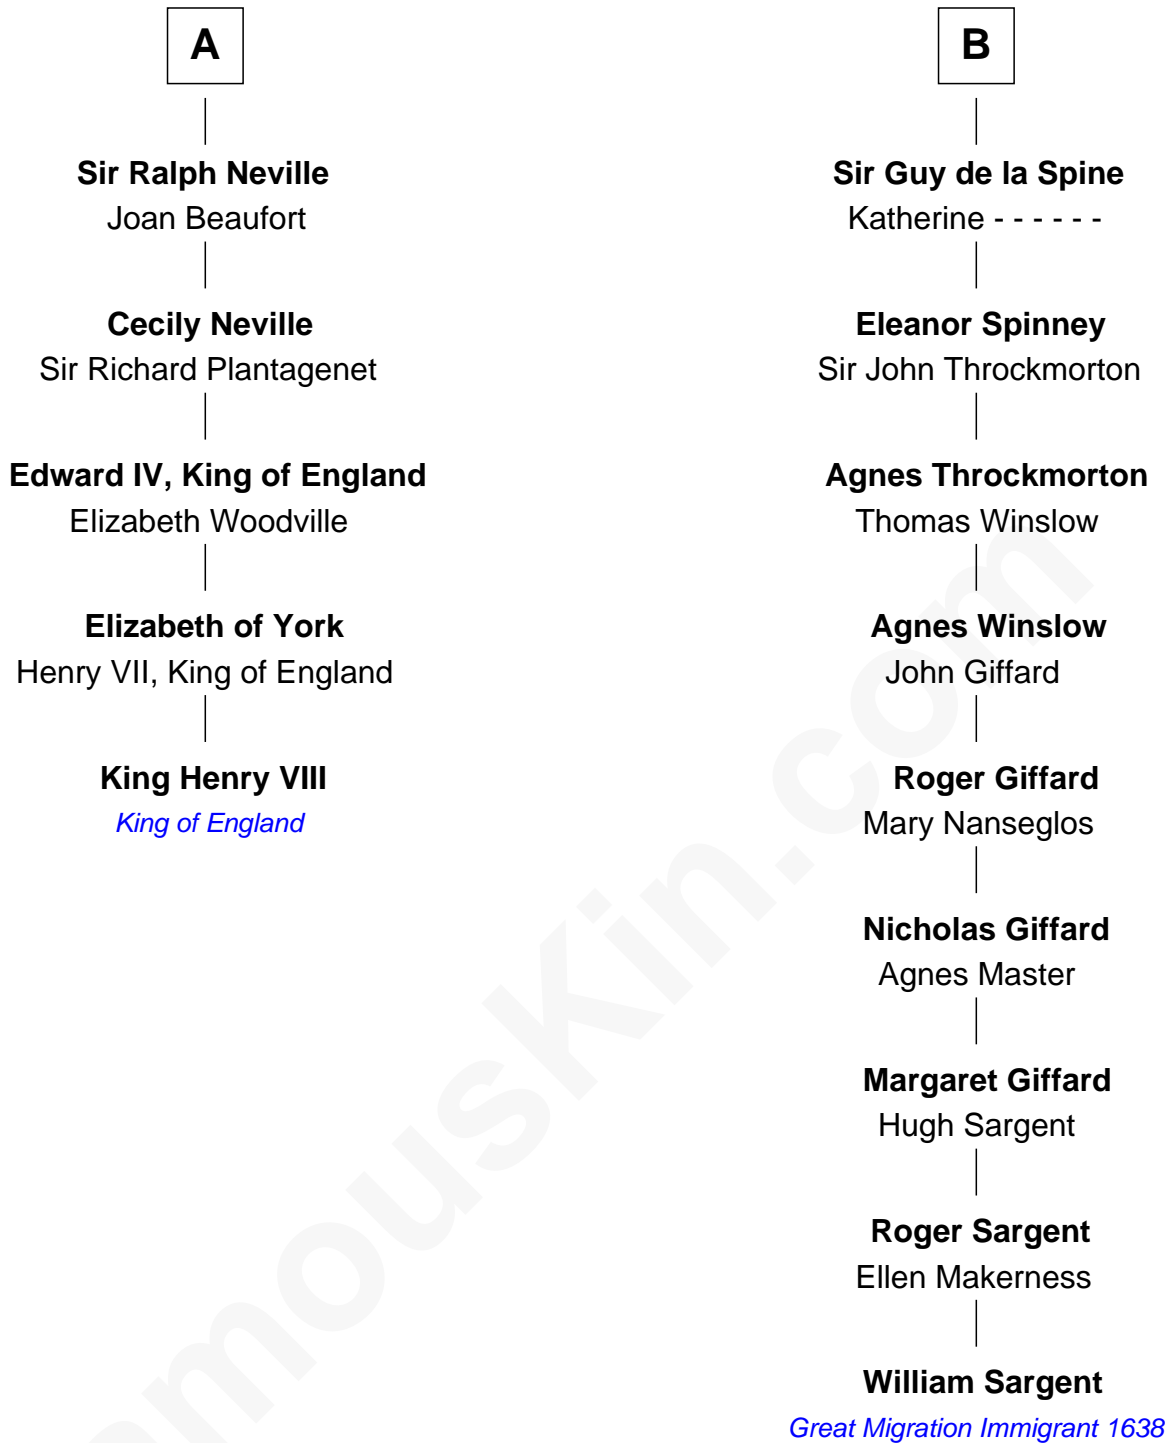 A
Sir Ralph Neville
Joan Beaufort
Cecily Neville
Sir Richard Plantagenet
Edward IV, King of England
Elizabeth Woodville
Elizabeth of York
Henry VII, King of England
King Henry VIII
King of England
B
Sir Guy de la Spine
Katherine - - - - - -
Eleanor Spinney
Sir John Throckmorton
Agnes Throckmorton
Thomas Winslow
Agnes Winslow
John Giffard
Roger Giffard
Mary Nanseglos
Nicholas Giffard
Agnes Master
Margaret Giffard
Hugh Sargent
Roger Sargent
Ellen Makerness
William Sargent
Great Migration Immigrant 1638
amouskin.com